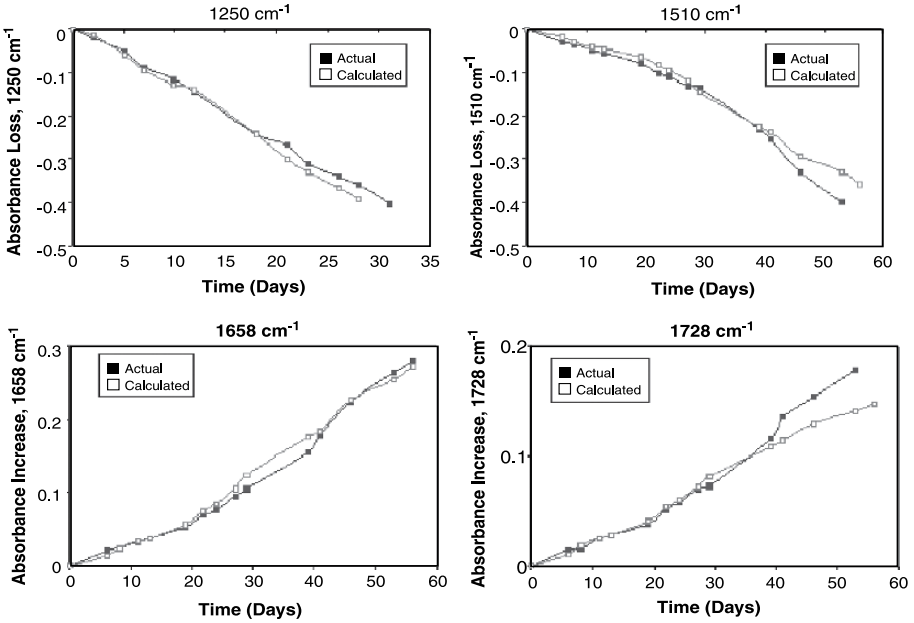 1250 cm-1
Absorbance Loss, 1250 cm-1
0
-0.1
-0.2
-0.3
-0.4
-0.5
Actual
Calculated
0 5 10 15 20 25 30 35
Time (Days)
1510 cm-1
Absorbance Loss, 1510 cm-1
0
-0.1
-0.2
-0.3
-0.4
-0.5
Actual
Calculated
0 10 20 30 40 50 60
Time (Days)
1658 cm-1
Absorbance Increase, 1658 cm-1
0.3
0.2
0.1
0
Actual
Calculated
0 10 20 30 40 50 60
Time (Days)
1728 cm-1
Absorbance Increase, 1728 cm-1
0.2
0.1
0
Actual
Calculated
0 10 20 30 40 50 60
Time (Days)